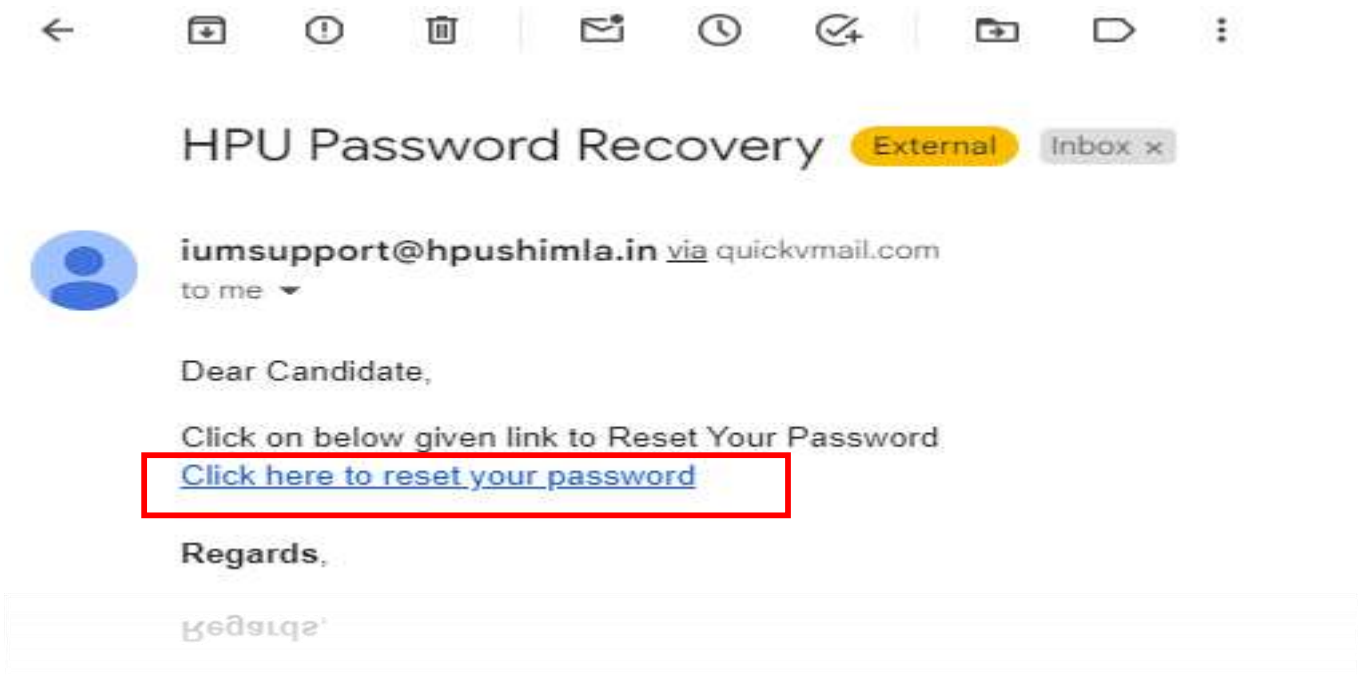 HPU Password Recovery External Inbox ×
iumsupport@hpushimla.in via quickvmail.com
to me
Dear Candidate,
Click on below given link to Reset Your Password
Click here to reset your password
Regards,
Regards,